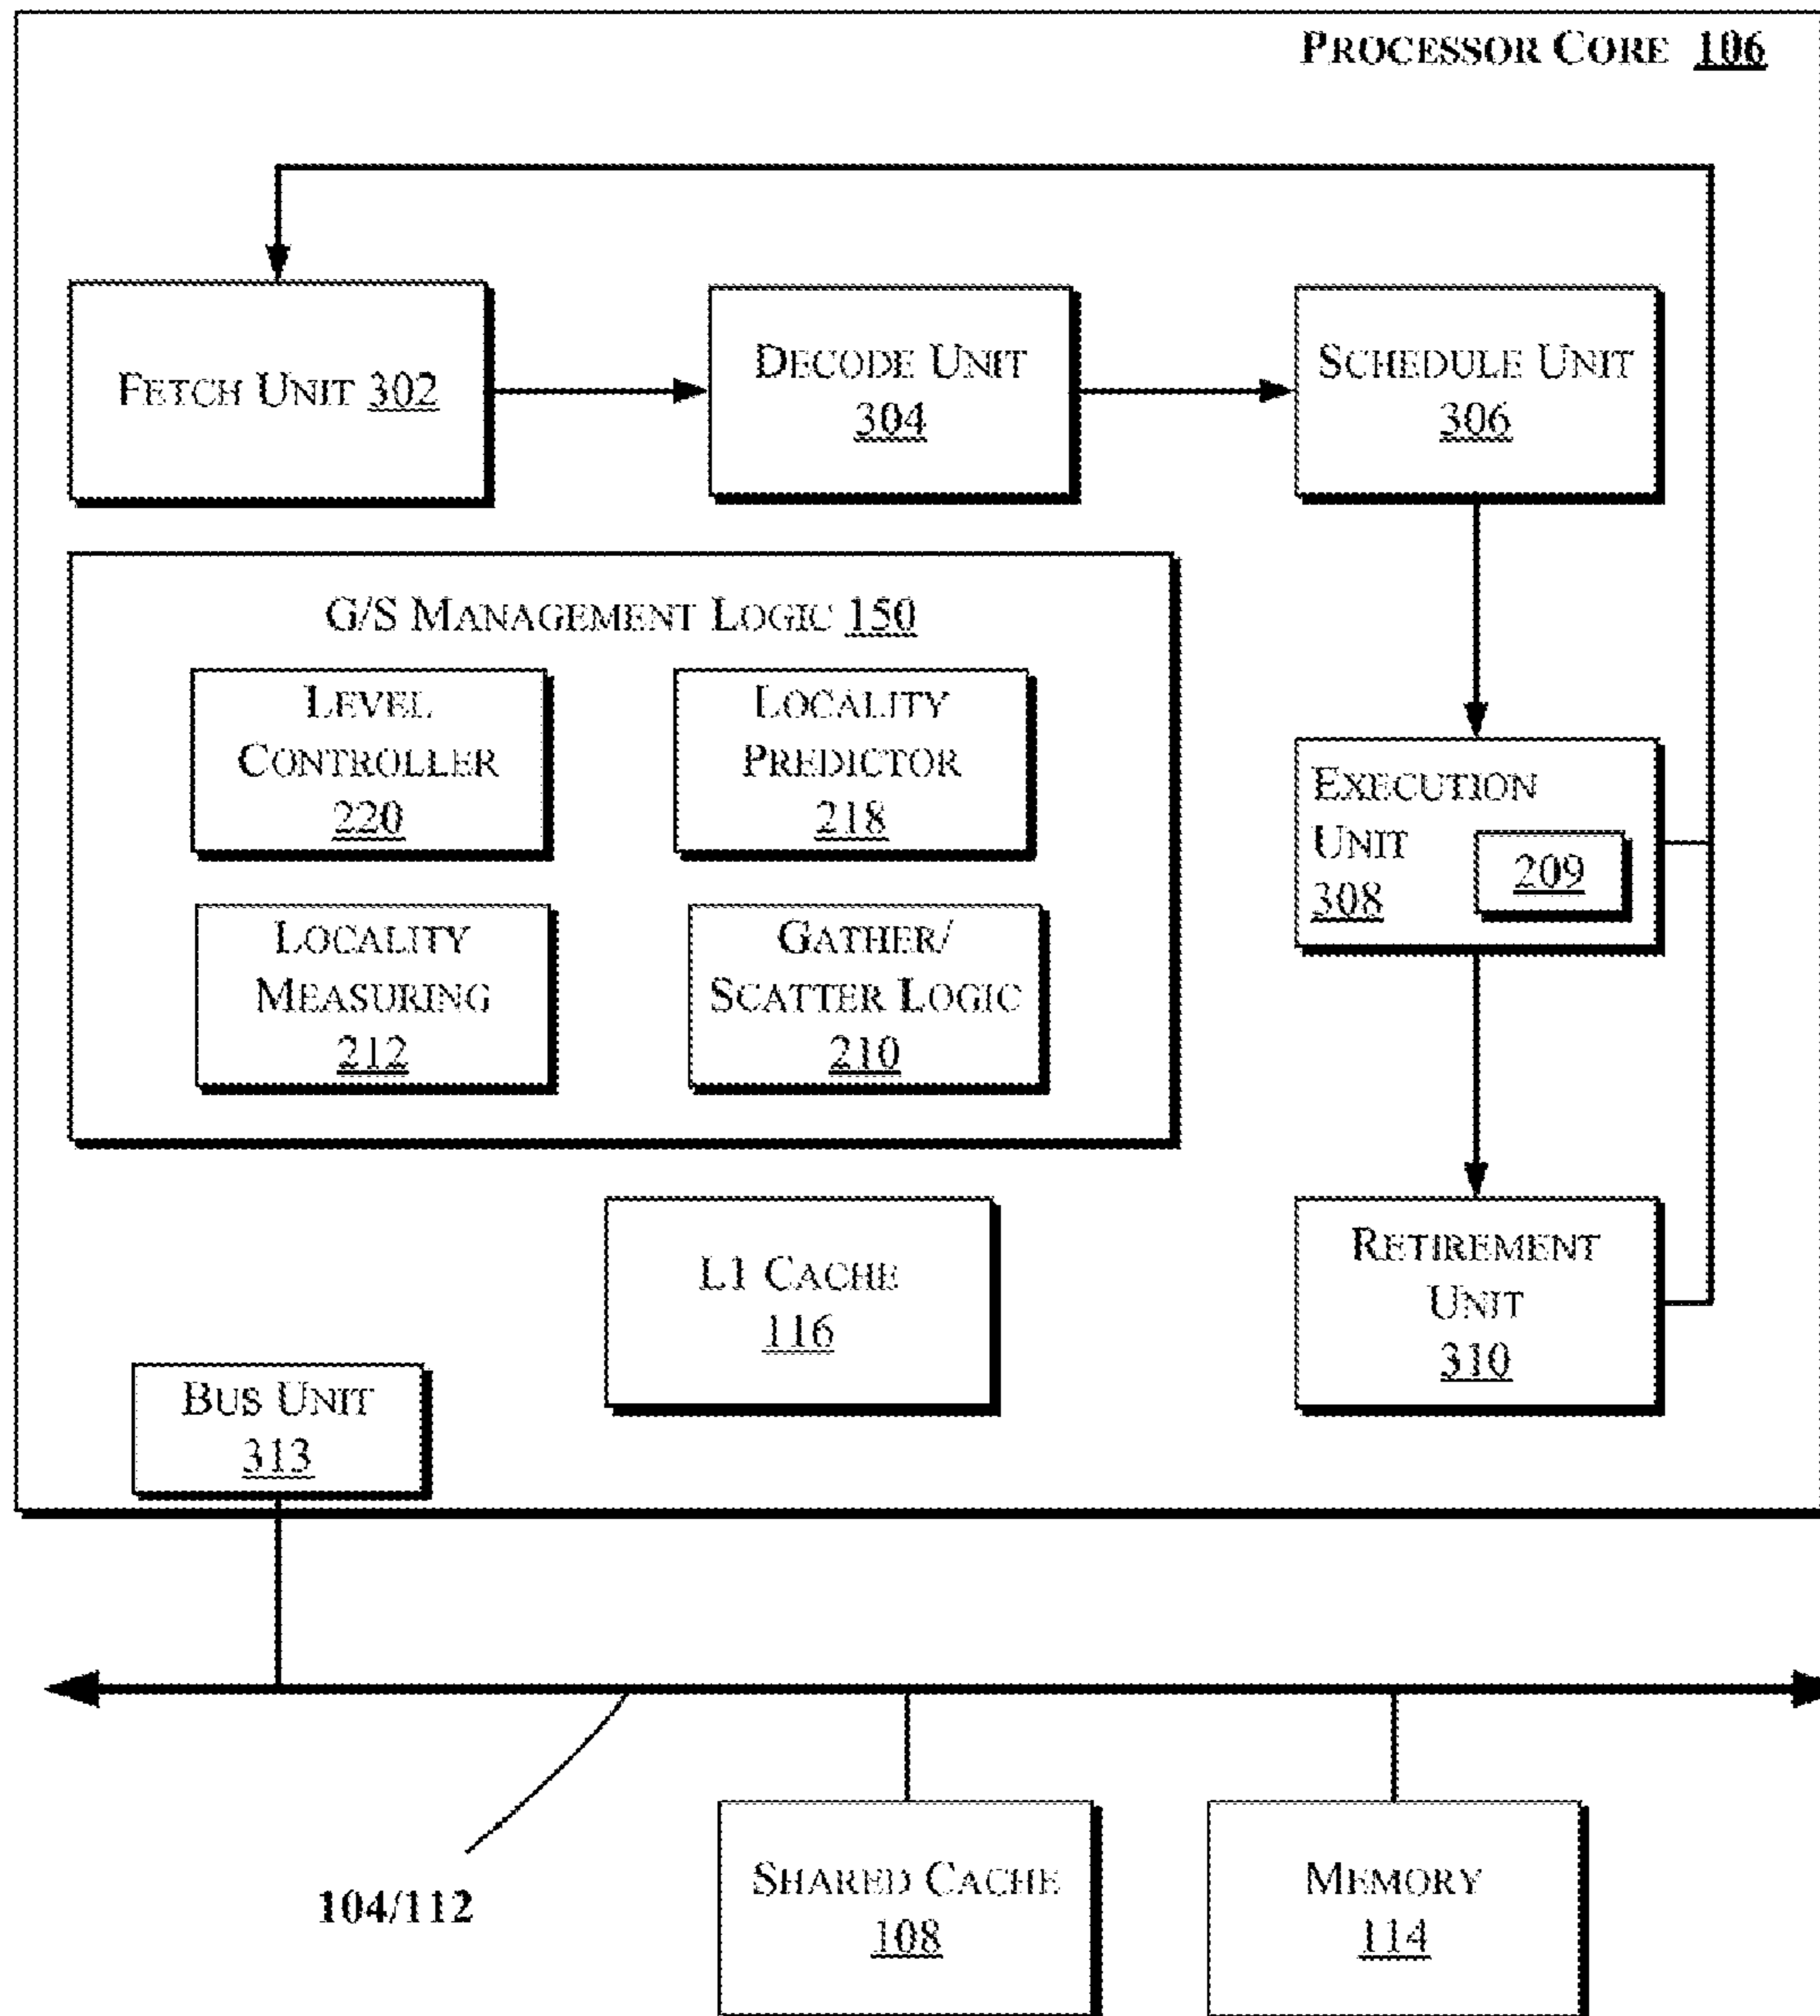 PROCESSOR CORE 106
FETCH UNIT 302
DECODE UNIT
304
SCHEDULE UNIT
306
G/S MANAGEMENT LOGIC 150
LEVEL
CONTROLLER
220
LOCALITY
PREDICTOR
218
LOCALITY
MEASURING
212
GATHER/
SCATTER LOGIC
210
EXECUTION
UNIT
308
209
L1 CACHE
116
RETIREMENT
UNIT
310
BUS UNIT
313
104/112
SHARED CACHE
108
MEMORY
114